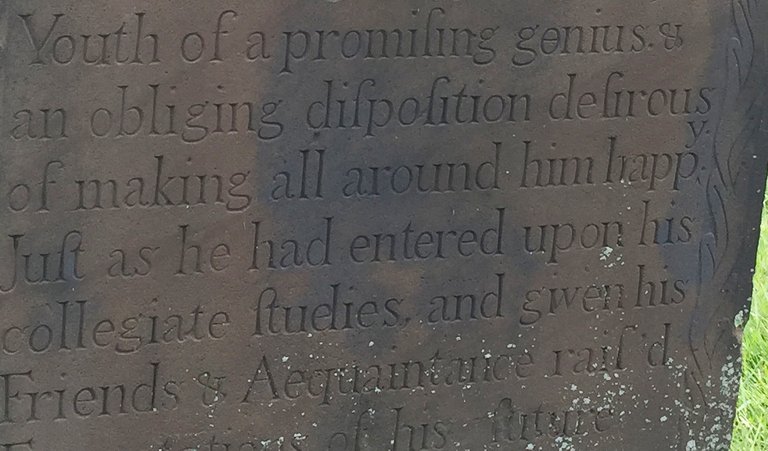 Youth of a promiſing genius. &
an obliging diſpoſition deſirous
of making all around him happy.
Juſt as he had entered upon his
collegiate ſtudies, and given his
Friends & Acquaintance raiſ'd
of his future